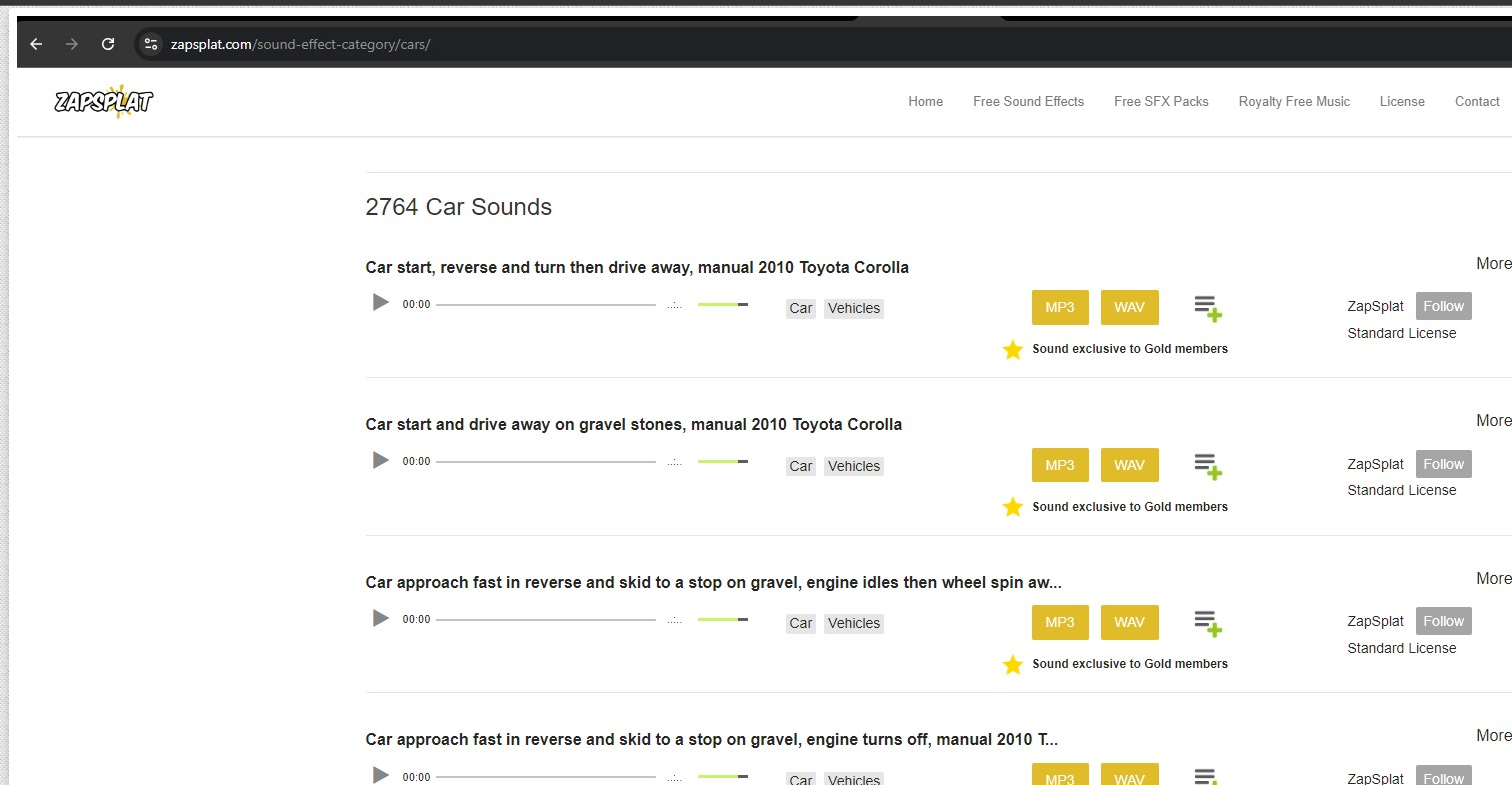 zapsplat.com/sound-effect-category/cars/
ZAPSPLAT
Home Free Sound Effects Free SFX Packs Royalty Free Music License Contact
2764 Car Sounds
Car start, reverse and turn then drive away, manual 2010 Toyota Corolla
More
00:00 Car Vehicles MP3 WAV ZapSplat Follow
Standard License
Sound exclusive to Gold members
Car start and drive away on gravel stones, manual 2010 Toyota Corolla
More
00:00 Car Vehicles MP3 WAV ZapSplat Follow
Standard License
Sound exclusive to Gold members
Car approach fast in reverse and skid to a stop on gravel, engine idles then wheel spin aw...
More
00:00 Car Vehicles MP3 WAV ZapSplat Follow
Standard License
Sound exclusive to Gold members
Car approach fast in reverse and skid to a stop on gravel, engine turns off, manual 2010 T...
More
00:00 Car Vehicles MP3 WAV ZapSplat Follow